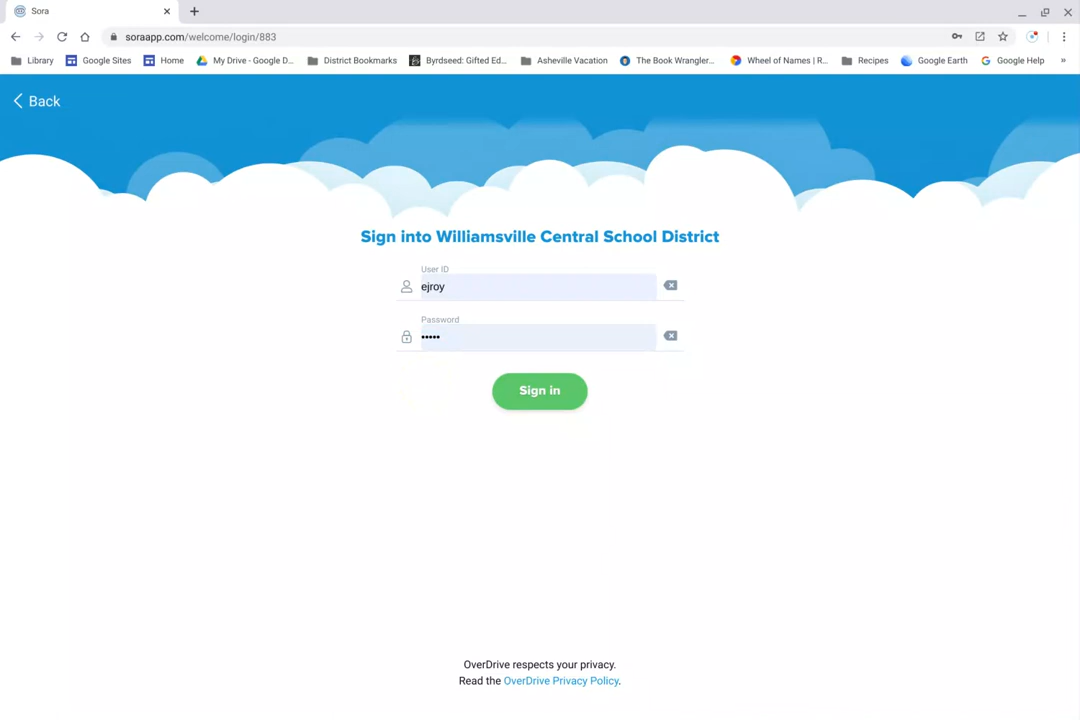 Sora
soraapp.com/welcome/login/883
Library Google Sites Home My Drive - Google D... District Bookmarks Byrdseed: Gifted Ed... Asheville Vacation The Book Wrangler... Wheel of Names | R... Recipes Google Earth Google Help »
Back
Sign into Williamsville Central School District
User ID
ejroy
Password
•••••
Sign in
OverDrive respects your privacy.
Read the OverDrive Privacy Policy.